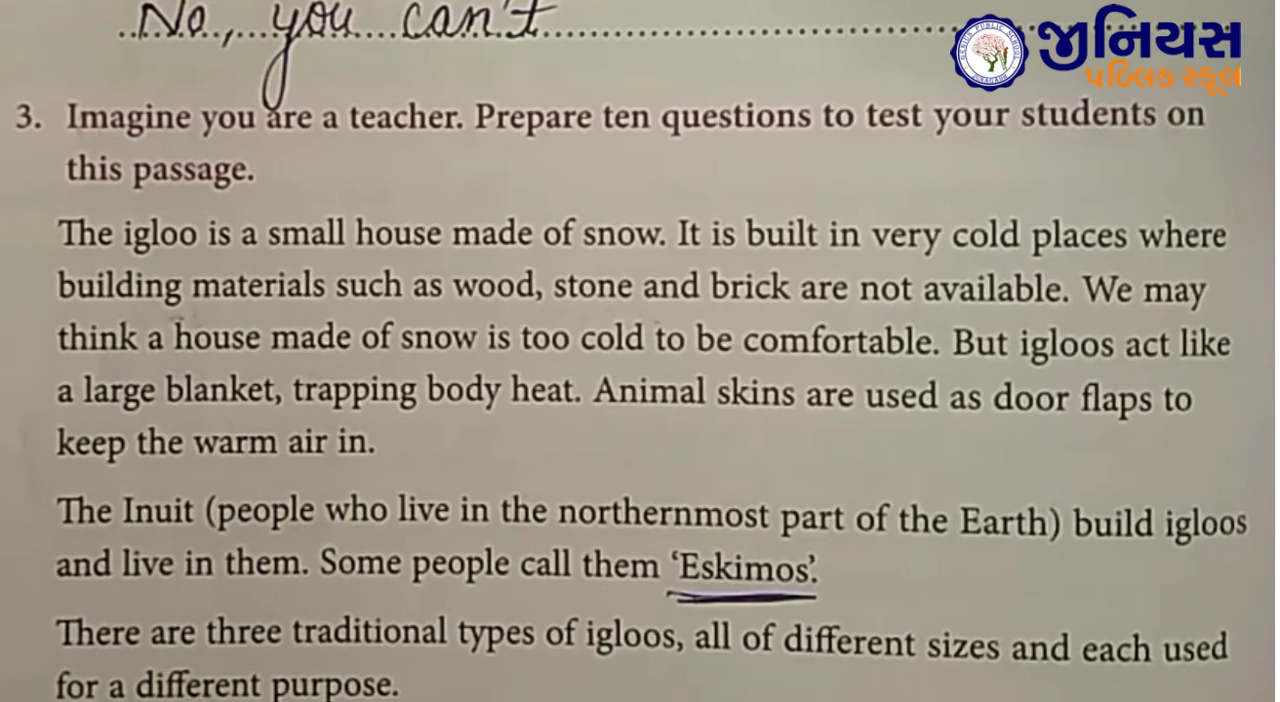 No, you can't
જીનિયસ
પબ્લિક સ્કૂલ
3. Imagine you are a teacher. Prepare ten questions to test your students on
this passage.
The igloo is a small house made of snow. It is built in very cold places where
building materials such as wood, stone and brick are not available. We may
think a house made of snow is too cold to be comfortable. But igloos act like
a large blanket, trapping body heat. Animal skins are used as door flaps to
keep the warm air in.
The Inuit (people who live in the northernmost part of the Earth) build igloos
and live in them. Some people call them ‘Eskimos’.
There are three traditional types of igloos, all of different sizes and each used
for a different purpose.